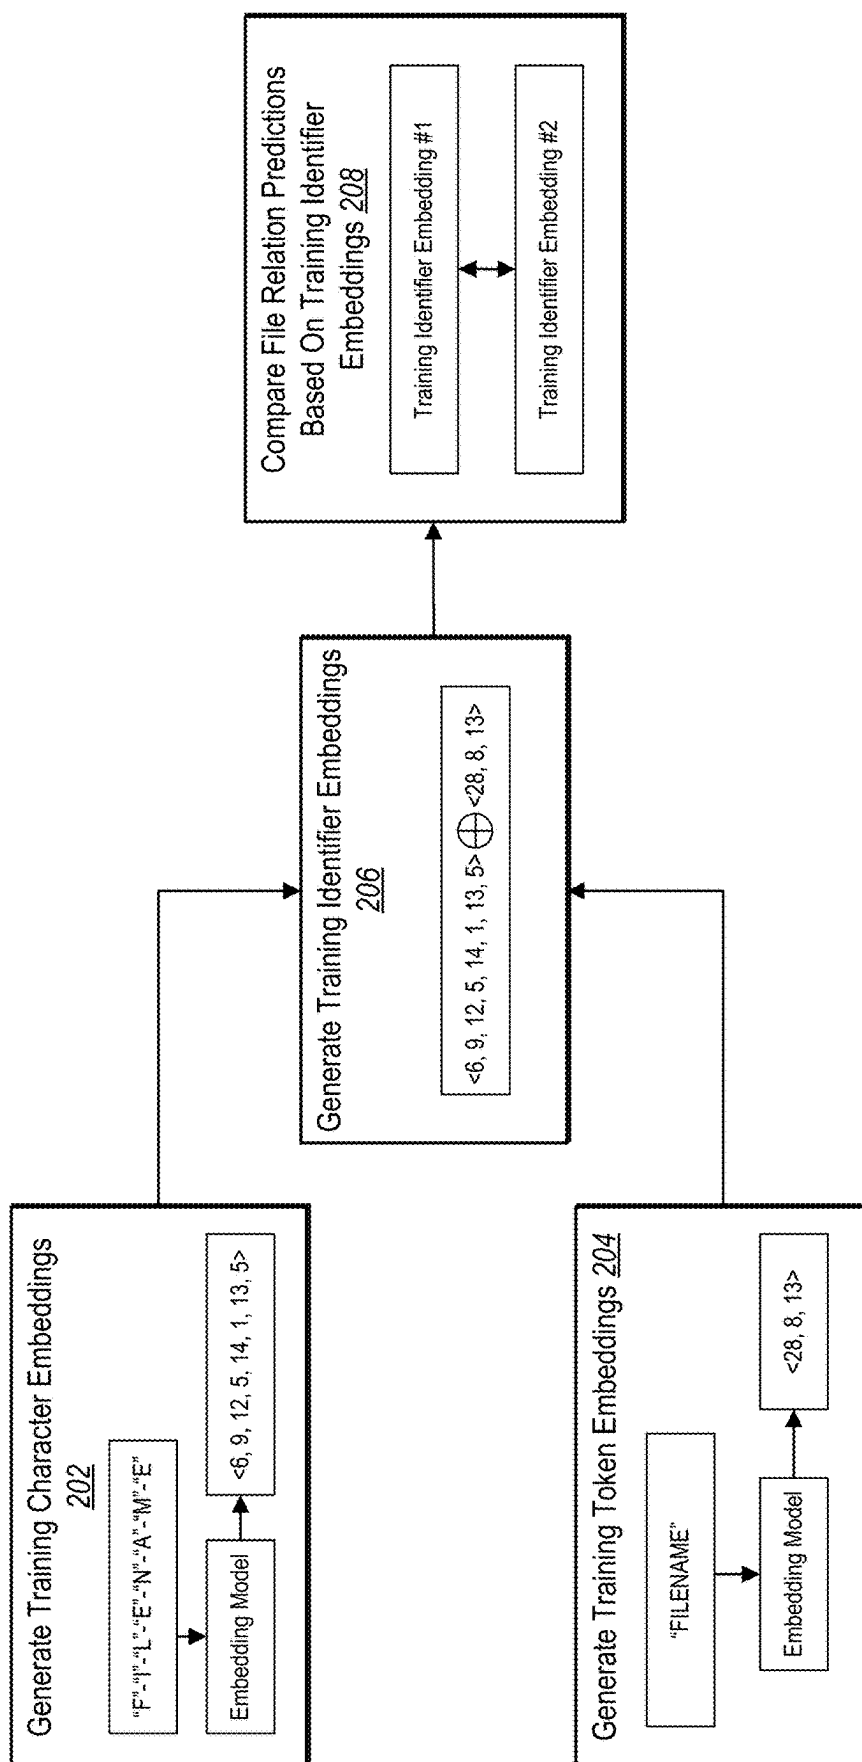 Generate Training Character Embeddings
202
"F"-"I"-"L"-"E"-"N"-"A"-"M"-"E"
Embedding Model
<6, 9, 12, 5, 14, 1, 13, 5>
Generate Training Token Embeddings 204
"FILENAME"
Embedding Model
<28, 8, 13>
Generate Training Identifier Embeddings
206
<6, 9, 12, 5, 14, 1, 13, 5> ⊕ <28, 8, 13>
Compare File Relation Predictions
Based On Training Identifier
Embeddings 208
Training Identifier Embedding #1
Training Identifier Embedding #2